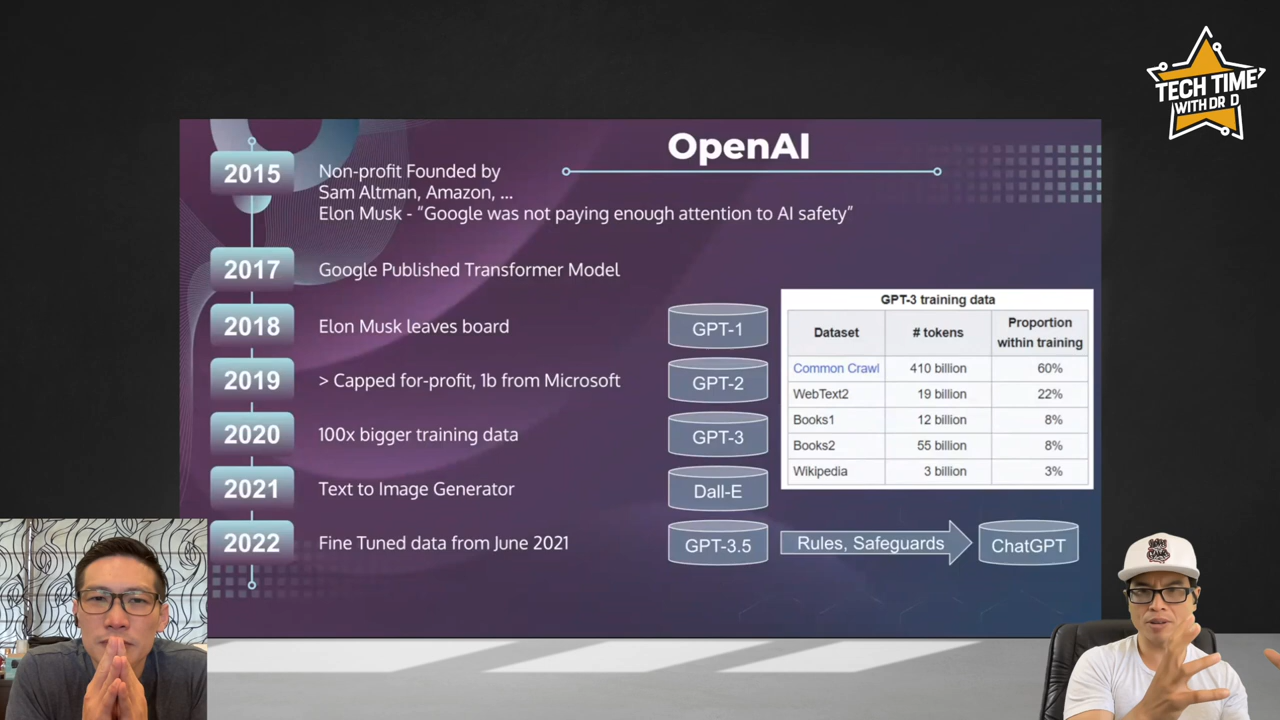 TECH TIME
WITH DR D
OpenAI
2015
Non-profit Founded by
Sam Altman, Amazon, ...
Elon Musk - “Google was not paying enough attention to AI safety”
2017
Google Published Transformer Model
2018
Elon Musk leaves board
GPT-1
2019
> Capped for-profit, 1b from Microsoft
GPT-2
2020
100x bigger training data
GPT-3
2021
Text to Image Generator
Dall-E
2022
Fine Tuned data from June 2021
GPT-3.5
Rules, Safeguards
ChatGPT
GPT-3 training data
Dataset # tokens Proportion within training
Common Crawl 410 billion 60%
WebText2 19 billion 22%
Books1 12 billion 8%
Books2 55 billion 8%
Wikipedia 3 billion 3%